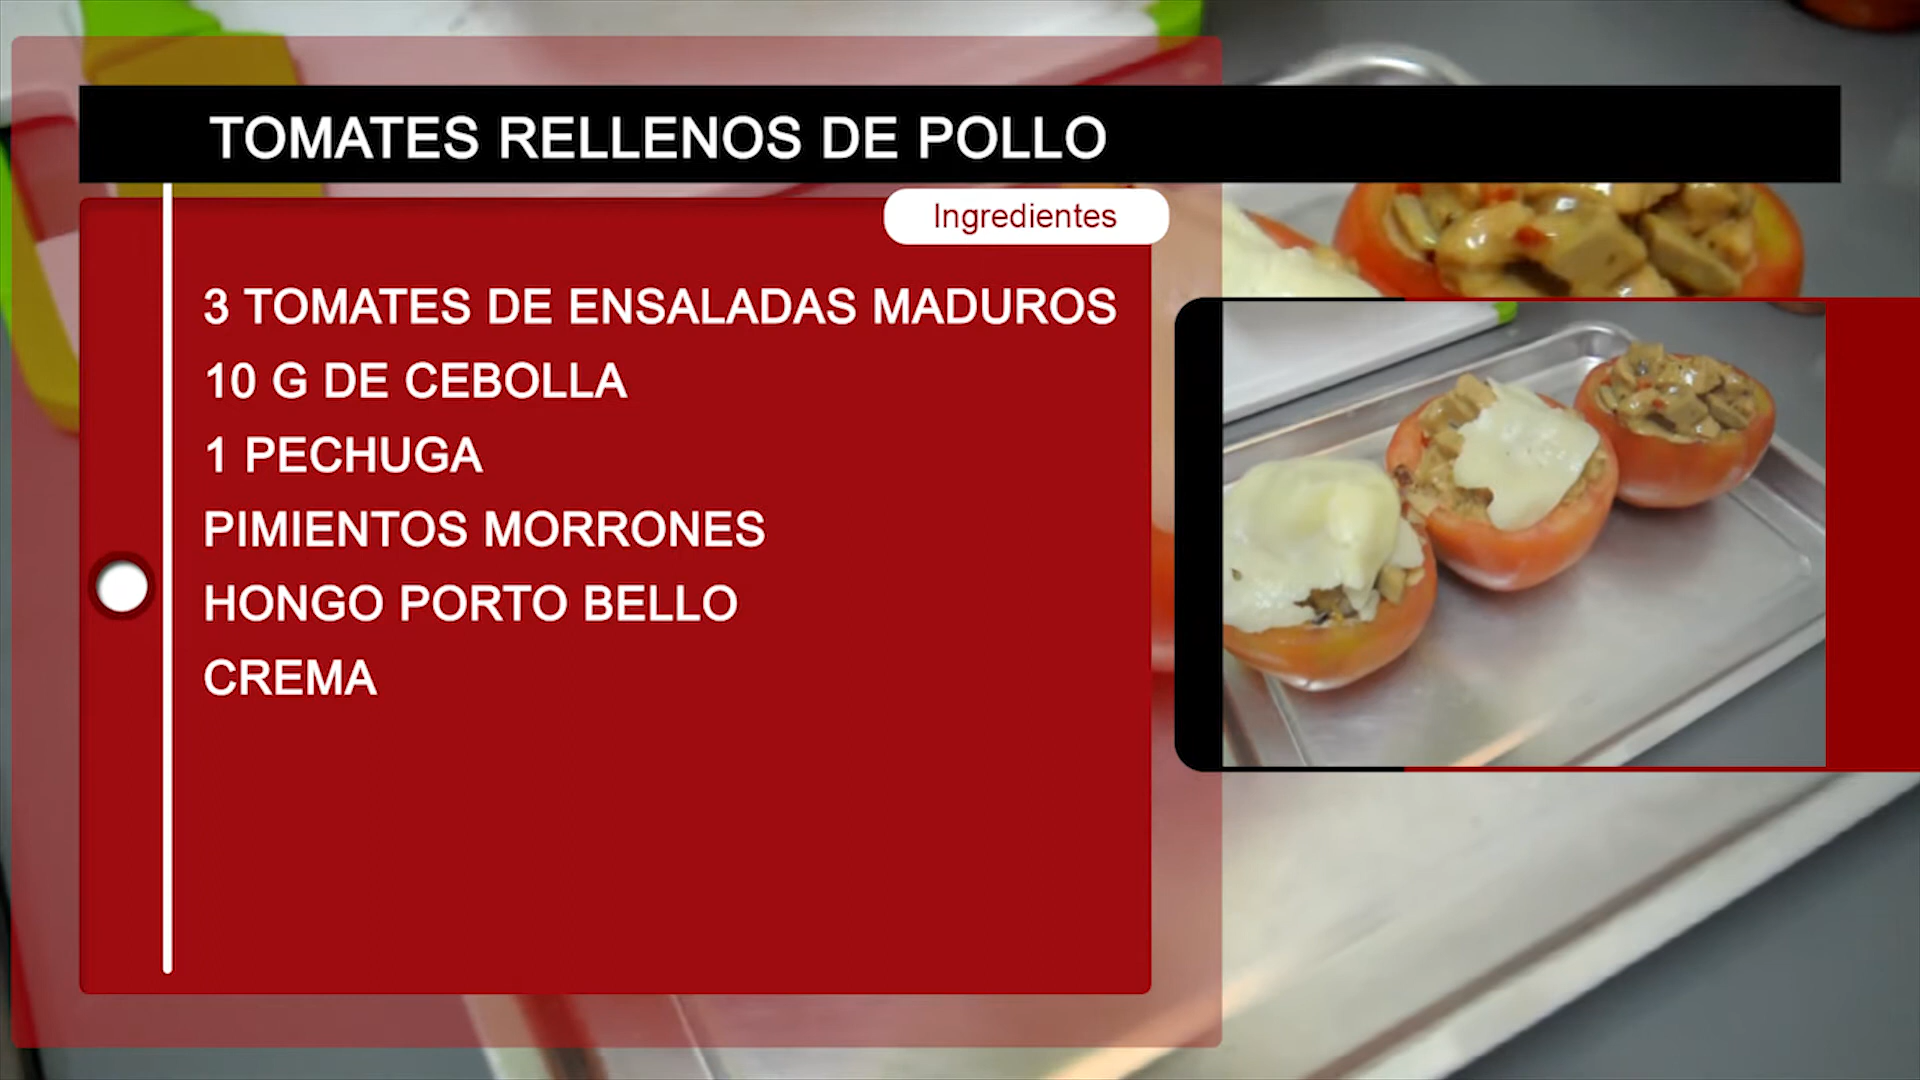 TOMATES RELLENOS DE POLLO
Ingredientes
3 TOMATES DE ENSALADAS MADUROS
10 G DE CEBOLLA
1 PECHUGA
PIMIENTOS MORRONES
HONGO PORTO BELLO
CREMA